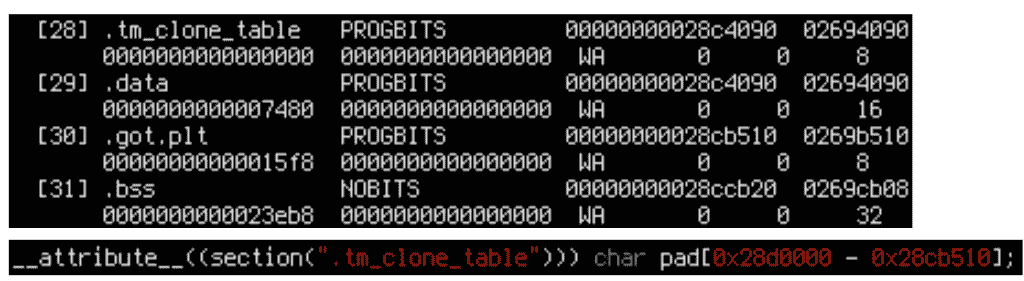 [28] .tm_clone_table PROGBITS 00000000028c4090 02694090
0000000000000000 0000000000000000 WA 0 0 8
[29] .data PROGBITS 00000000028c4090 02694090
0000000000007480 0000000000000000 WA 0 0 16
[30] .got.plt PROGBITS 00000000028cb510 0269b510
00000000000015f8 0000000000000000 WA 0 0 8
[31] .bss NOBITS 00000000028ccb20 0269cb08
0000000000023eb8 0000000000000000 WA 0 0 32
__attribute__((section(".tm_clone_table"))) char pad[0x28d0000 - 0x28cb510];